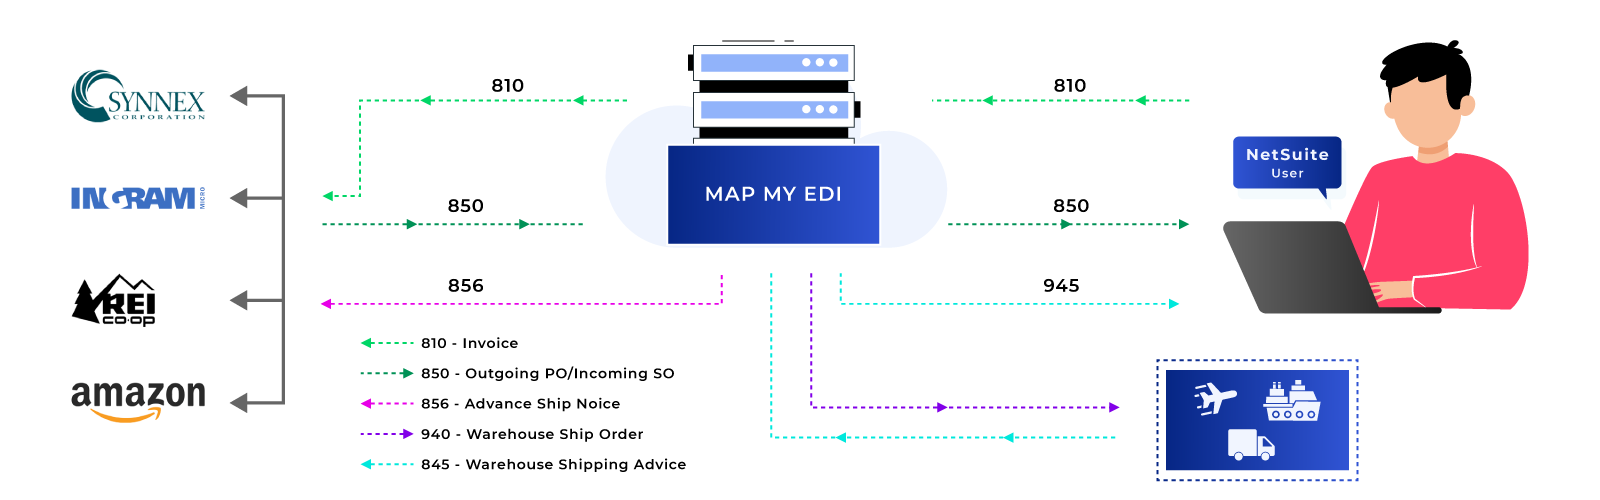 SYNNEX
CORPORATION
INGRAM
MICRO
REI
CO·OP
amazon
810
850
856
MAP MY EDI
810
850
945
NetSuite
User
810 - Invoice
850 - Outgoing PO/Incoming SO
856 - Advance Ship Noice
940 - Warehouse Ship Order
845 - Warehouse Shipping Advice